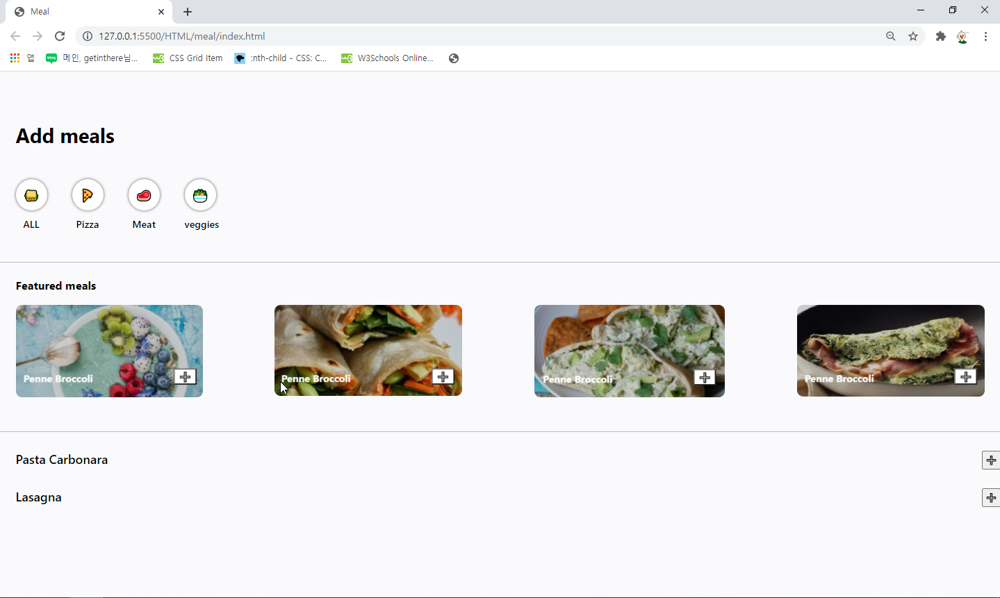 Meal
127.0.0.1:5500/HTML/meal/index.html
앱 메인, getinthere님... CSS Grid Item :nth-child - CSS: C... W3Schools Online...
Add meals
ALL Pizza Meat veggies
Featured meals
Penne Broccoli Penne Broccoli Penne Broccoli Penne Broccoli
Pasta Carbonara
Lasagna